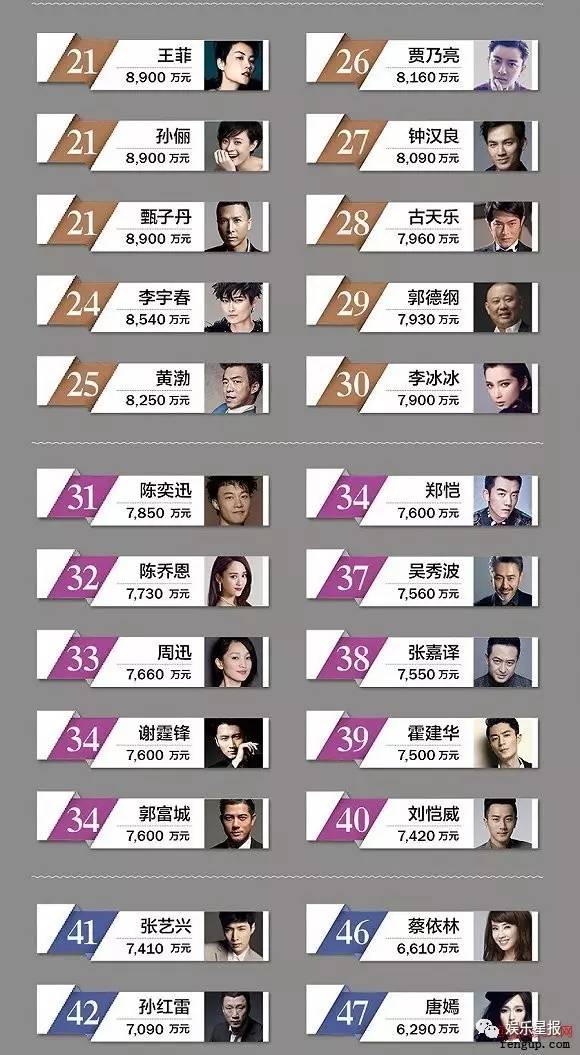 21
王菲
8,900 万元
21
孙俪
8,900 万元
21
甄子丹
8,900 万元
24
李宇春
8,540 万元
25
黄渤
8,250 万元
26
贾乃亮
8,160 万元
27
钟汉良
8,090 万元
28
古天乐
7,960 万元
29
郭德纲
7,930 万元
30
李冰冰
7,900 万元
31
陈奕迅
7,850 万元
32
陈乔恩
7,730 万元
33
周迅
7,660 万元
34
谢霆锋
7,600 万元
34
郭富城
7,600 万元
34
郑恺
7,600 万元
37
吴秀波
7,560 万元
38
张嘉译
7,550 万元
39
霍建华
7,500 万元
40
刘恺威
7,420 万元
41
张艺兴
7,410 万元
42
孙红雷
7,090 万元
46
蔡依林
6,610 万元
47
唐嫣
6,290 万元
娱乐星报
网
fengup.com